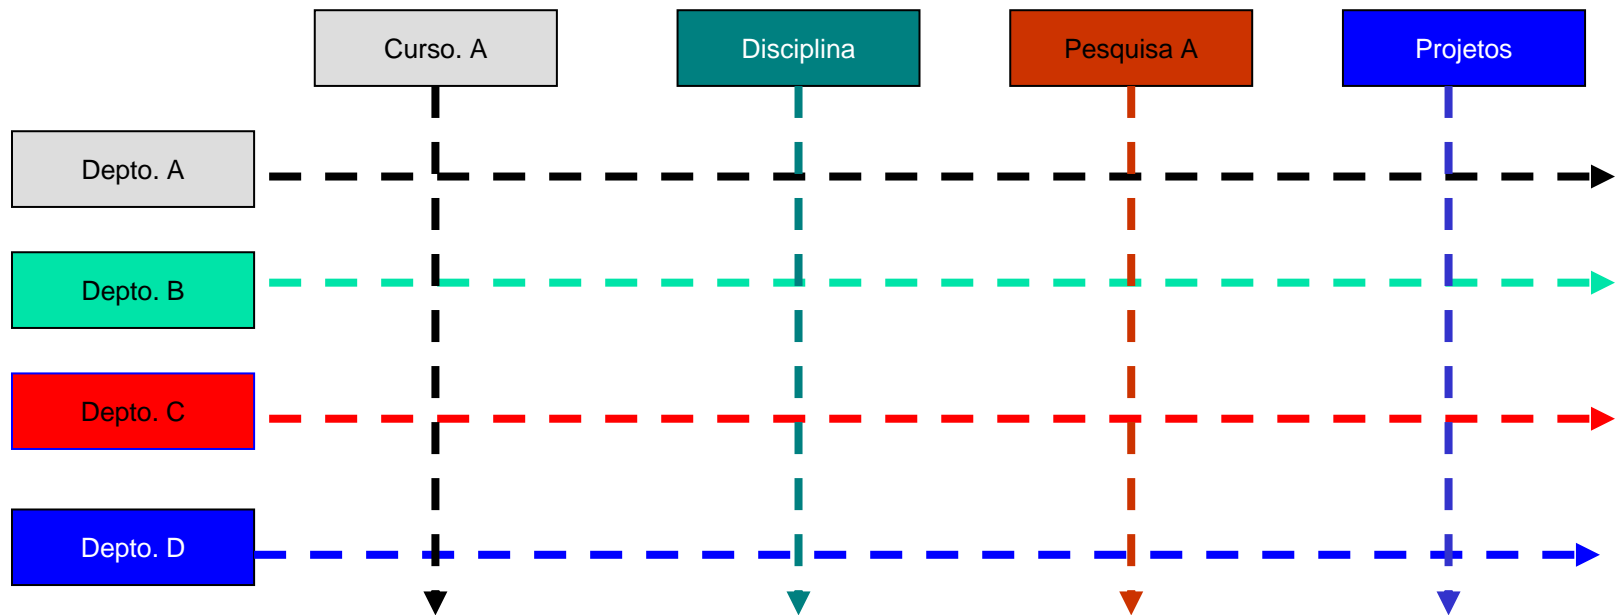 Curso. A
Disciplina
Pesquisa A
Projetos
Depto. A
Depto. B
Depto. C
Depto. D